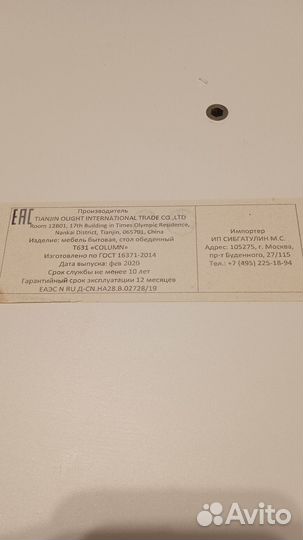 EAC
Производитель
TIANJIN OUGHT INTERNATIONAL TRADE CO.,LTD
Room 12801, 17th Building in Times Olympic Residence,
Nankai District, Tianjin, 065701, China
Изделие: мебель бытовая, стол обеденный
T631 «COLUMN»
Изготовлено по ГОСТ 16371-2014
Дата выпуска: фев 2020
Срок службы не менее 10 лет
Гарантийный срок эксплуатации 12 месяцев
ЕАЭС N RU Д-CN.НА28.В.02728/19
Импортер
ИП СИБГАТУЛИН М.С.
Адрес: 105275, г. Москва,
пр-т Буденного, 27/115
Тел.: +7 (495) 225-18-94
Avito